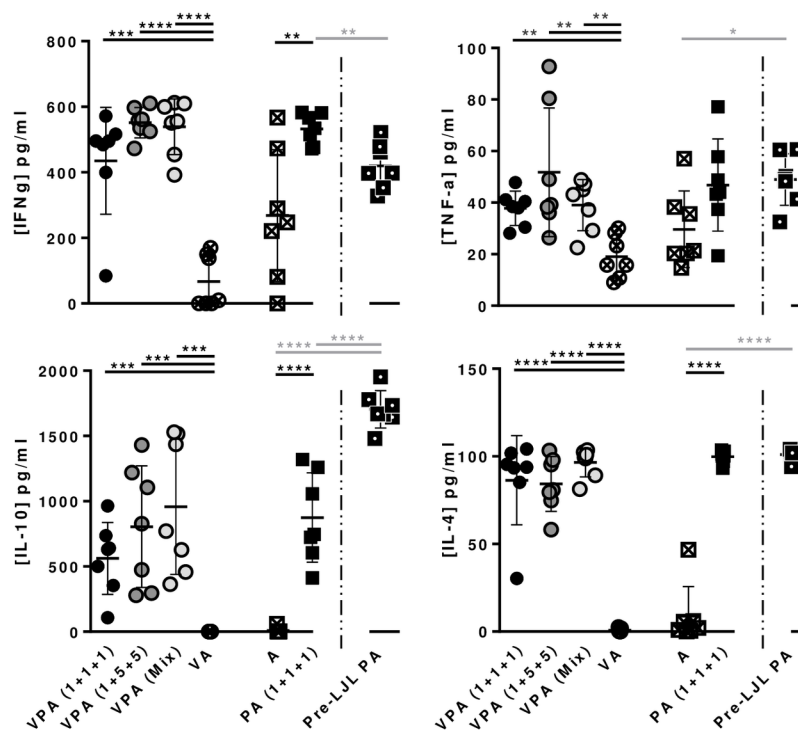 *** **** ****
** **
800
600
400
200
0
[IFNg] pg/ml
** ** **
*
100
80
60
40
20
0
[TNF-a] pg/ml
*** *** ***
**** ****
****
2000
1500
1000
500
0
[IL-10] pg/ml
VPA (1+1+1)
VPA (1+5+5)
VPA (Mix)
VA
A
PA (1+1+1)
Pre-LJL PA
**** **** ****
**** ****
150
100
50
0
[IL-4] pg/ml
VPA (1+1+1)
VPA (1+5+5)
VPA (Mix)
VA
A
PA (1+1+1)
Pre-LJL PA